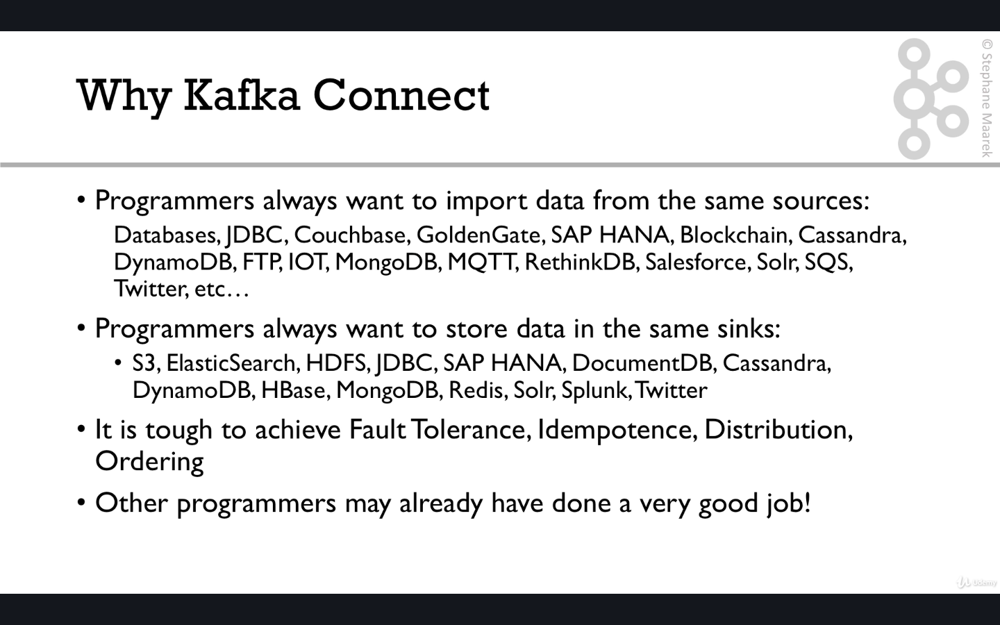 Why Kafka Connect
© Stephane Maarek
• Programmers always want to import data from the same sources:
Databases, JDBC, Couchbase, GoldenGate, SAP HANA, Blockchain, Cassandra,
DynamoDB, FTP, IOT, MongoDB, MQTT, RethinkDB, Salesforce, Solr, SQS,
Twitter, etc…
• Programmers always want to store data in the same sinks:
• S3, ElasticSearch, HDFS, JDBC, SAP HANA, DocumentDB, Cassandra,
DynamoDB, HBase, MongoDB, Redis, Solr, Splunk, Twitter
• It is tough to achieve Fault Tolerance, Idempotence, Distribution,
Ordering
• Other programmers may already have done a very good job!
Udemy